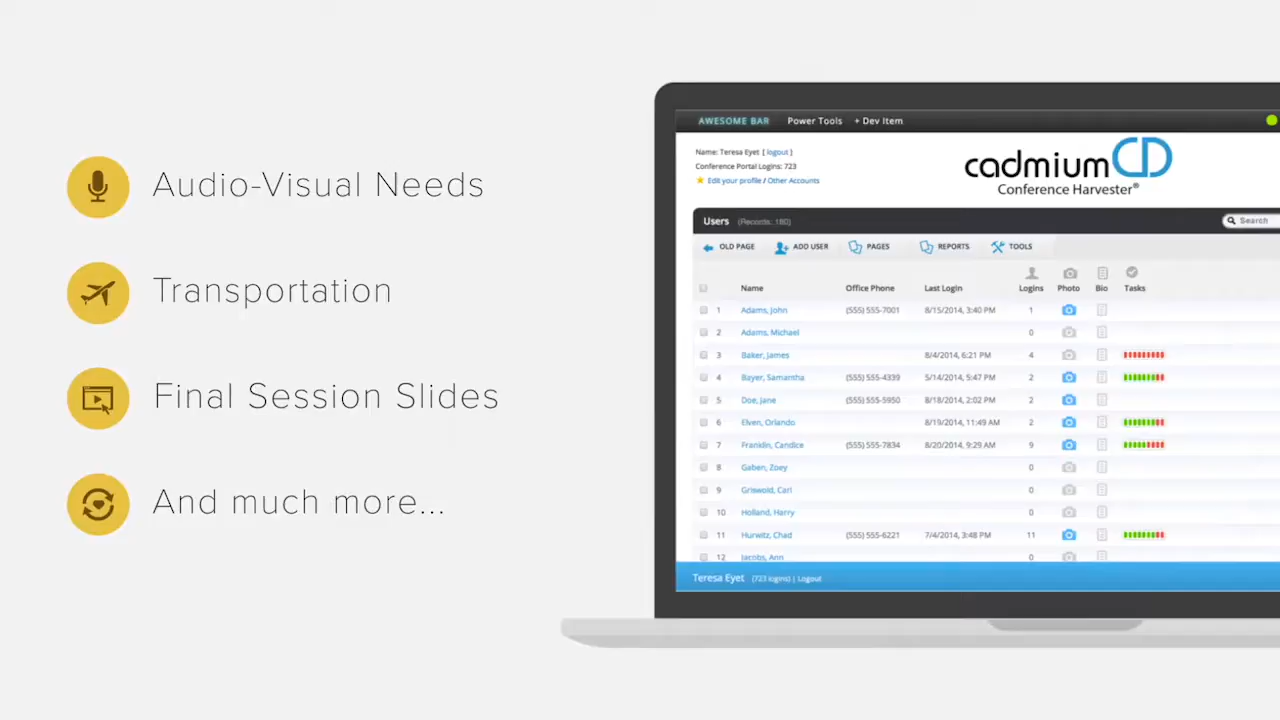 Audio-Visual Needs
Transportation
Final Session Slides
And much more...
AWESOME BAR Power Tools + Dev Item
Name: Teresa Eyet [ logout ]
Conference Portal Logins: 723
Edit your profile / Other Accounts
cadmiumCD
Conference Harvester®
Users (Records: 180) Search
OLD PAGE ADD USER PAGES REPORTS TOOLS
Name Office Phone Last Login Logins Photo Bio Tasks
1 Adams, John (555) 555-7001 8/15/2014, 3:40 PM 1
2 Adams, Michael 0
3 Baker, James 8/4/2014, 6:21 PM 4
4 Bayer, Samantha (555) 555-4339 5/14/2014, 5:47 PM 2
5 Doe, Jane (555) 555-5950 8/18/2014, 2:02 PM 2
6 Elven, Orlando 8/19/2014, 11:49 AM 2
7 Franklin, Candice (555) 555-7834 8/20/2014, 9:29 AM 9
8 Gaben, Zoey 0
9 Griswold, Carl 0
10 Holland, Harry 0
11 Hurwitz, Chad (555) 555-6221 7/4/2014, 3:48 PM 11
12 Jacobs, Ann 0
Teresa Eyet (723 logins) | Logout